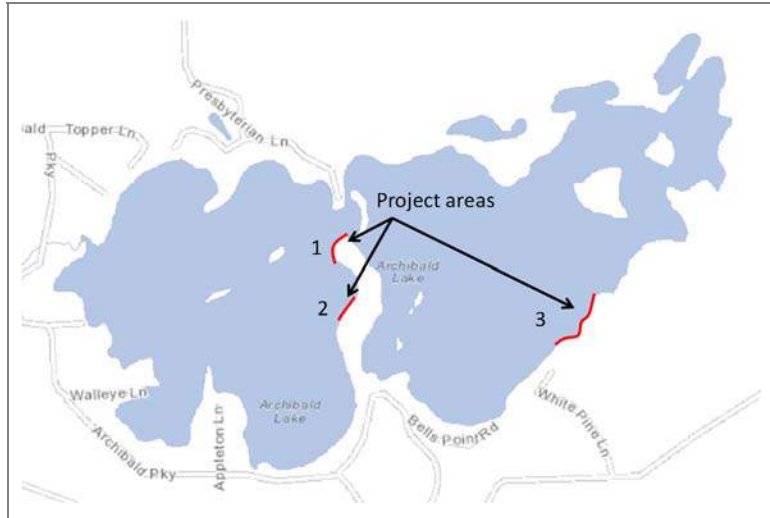 Presbyterian Ln
ald Topper Ln
Pky
Project areas
1
Archibald
Lake
2
3
Walleye Ln
Archibald
Lake
White Pine Ln
Bells Point Rd
Appleton Ln
Archibald Pky